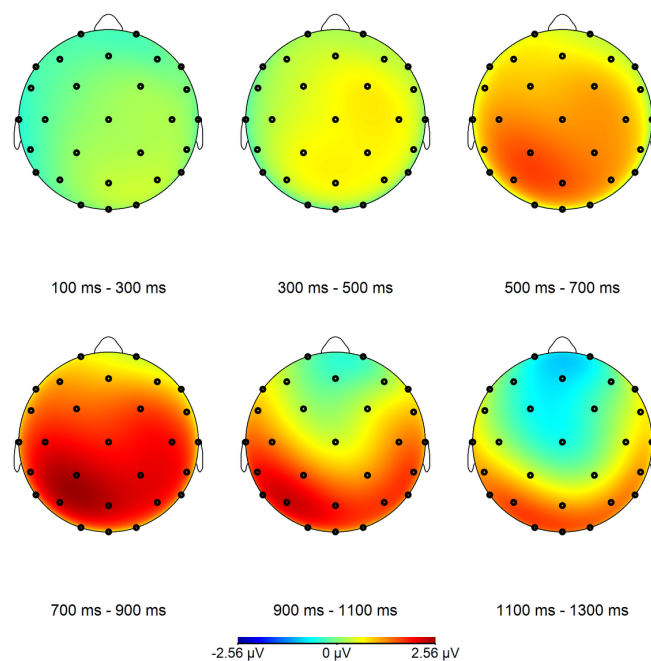 100 ms - 300 ms
300 ms - 500 ms
500 ms - 700 ms
700 ms - 900 ms
900 ms - 1100 ms
1100 ms - 1300 ms
-2.56 µV
0 µV
2.56 µV